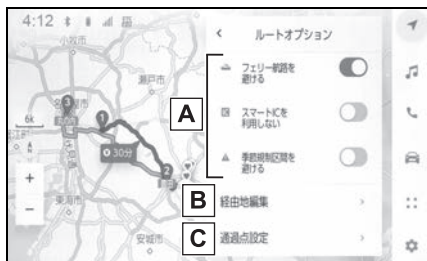 4:12
ルートオプション
フェリー航路を
避ける
スマートICを
利用しない
季節規制区間を
避ける
A
B
経由地編集
C
通過点設定
小牧市
瀬戸市
3
1
30分
2
6k
+
−
東海市
安城市